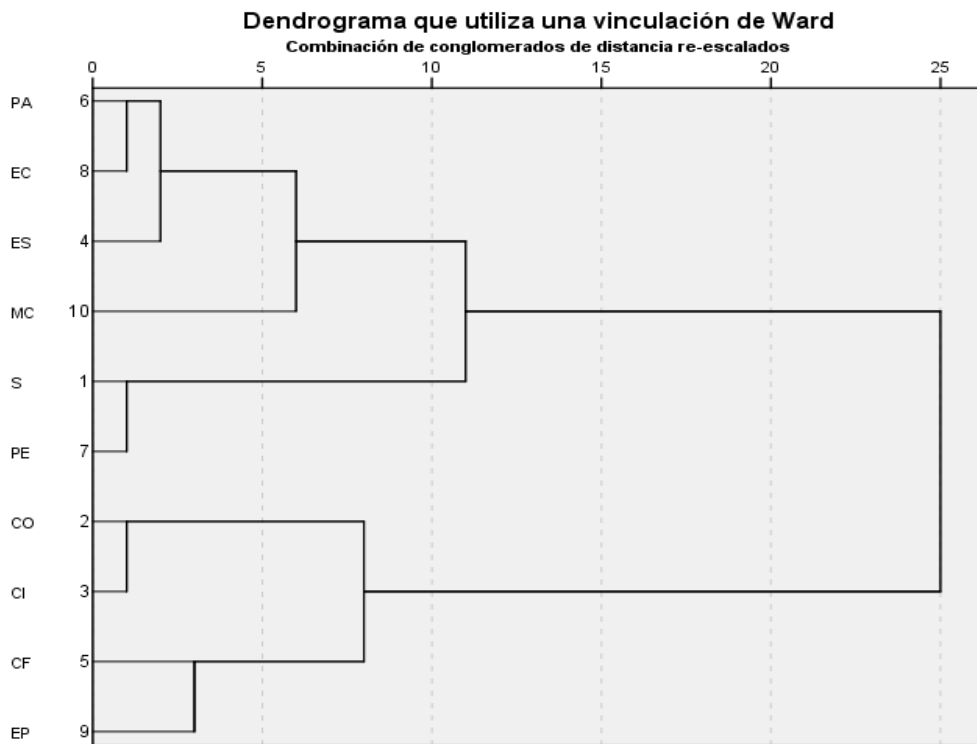 Dendrograma que utiliza una vinculación de Ward
Combinación de conglomerados de distancia re-escalados
0 5 10 15 20 25
PA 6
EC 8
ES 4
MC 10
S 1
PE 7
CO 2
CI 3
CF 5
EP 9